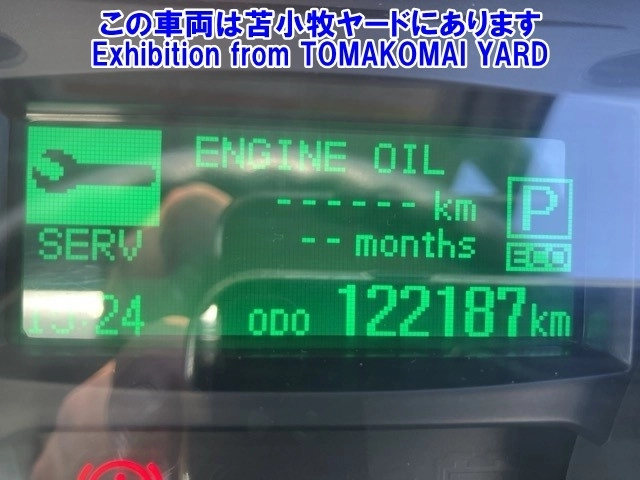 この車両は苫小牧ヤードにあります
Exhibition from TOMAKOMAI YARD
ENGINE OIL
------ km
P
SERV
-- months
ECO
ODO 122187km